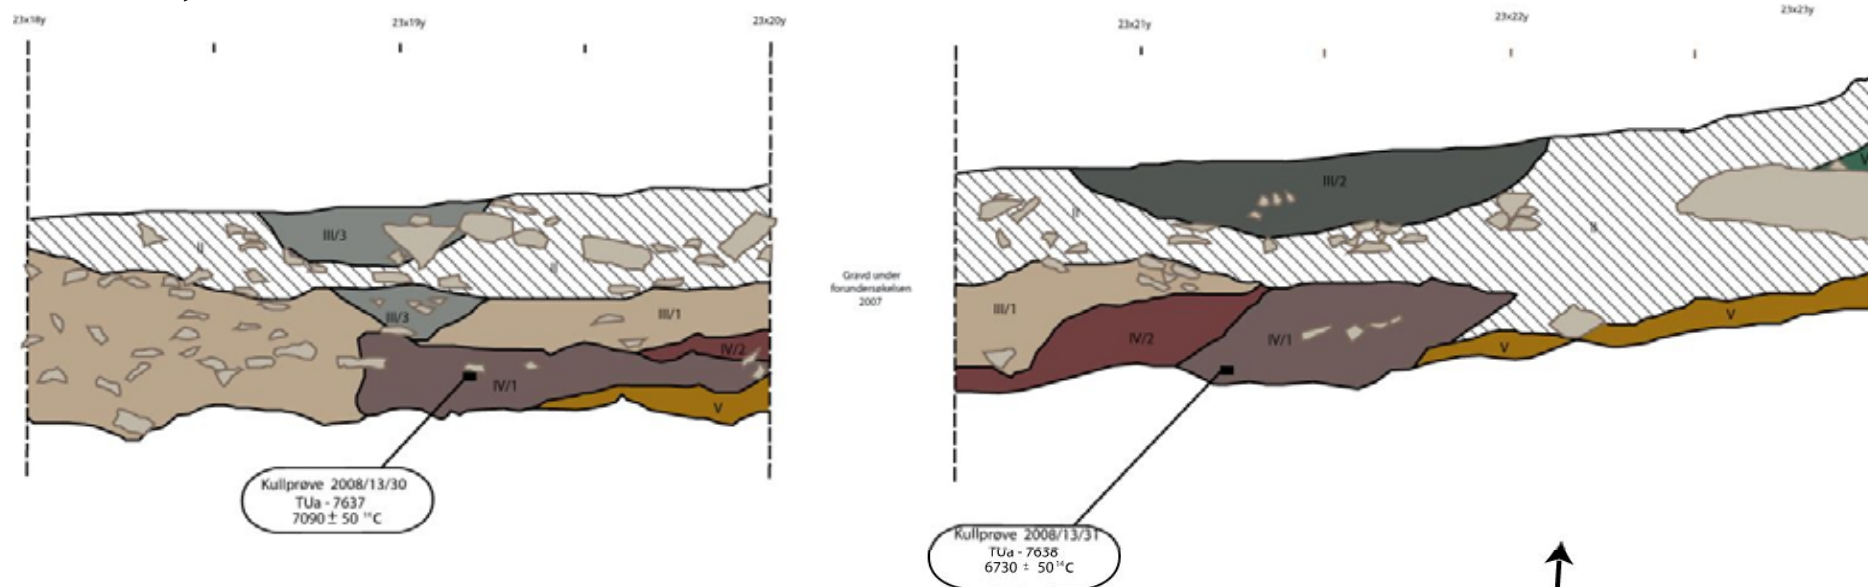 23x18y
23x19y
23x20y
23x21y
23x22y
23x23y
III/3
II
II
III/3
III/1
IV/2
IV/1
V
Gravd under
forundersøkelsen
2007
III/2
II
II
V
III/1
IV/2
IV/1
V
V
Kullprøve 2008/13/30
TUa - 7637
7090 ± 50 ¹⁴C
Kullprøve 2008/13/31
TUa - 7638
6730 ± 50 ¹⁴C